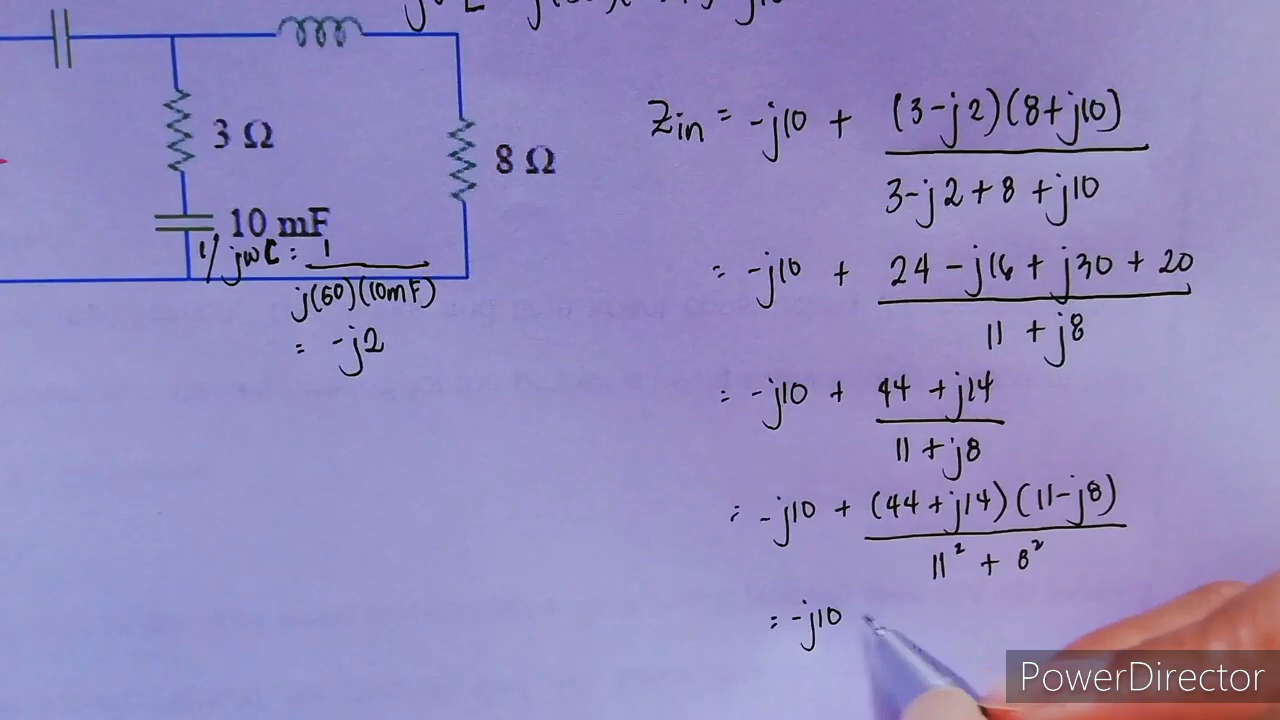 3 Ω
8 Ω
10 mF
1/jωC = 1
j(50)(10mF)
= -j2
Zin = -j10 + (3-j2)(8+j10)
3-j2+8+j10
= -j10 + 24 -j16 + j30 + 20
11 + j8
= -j10 + 44 + j14
11 + j8
= -j10 + (44+j14)(11-j8)
11² + 8²
= -j10
PowerDirector